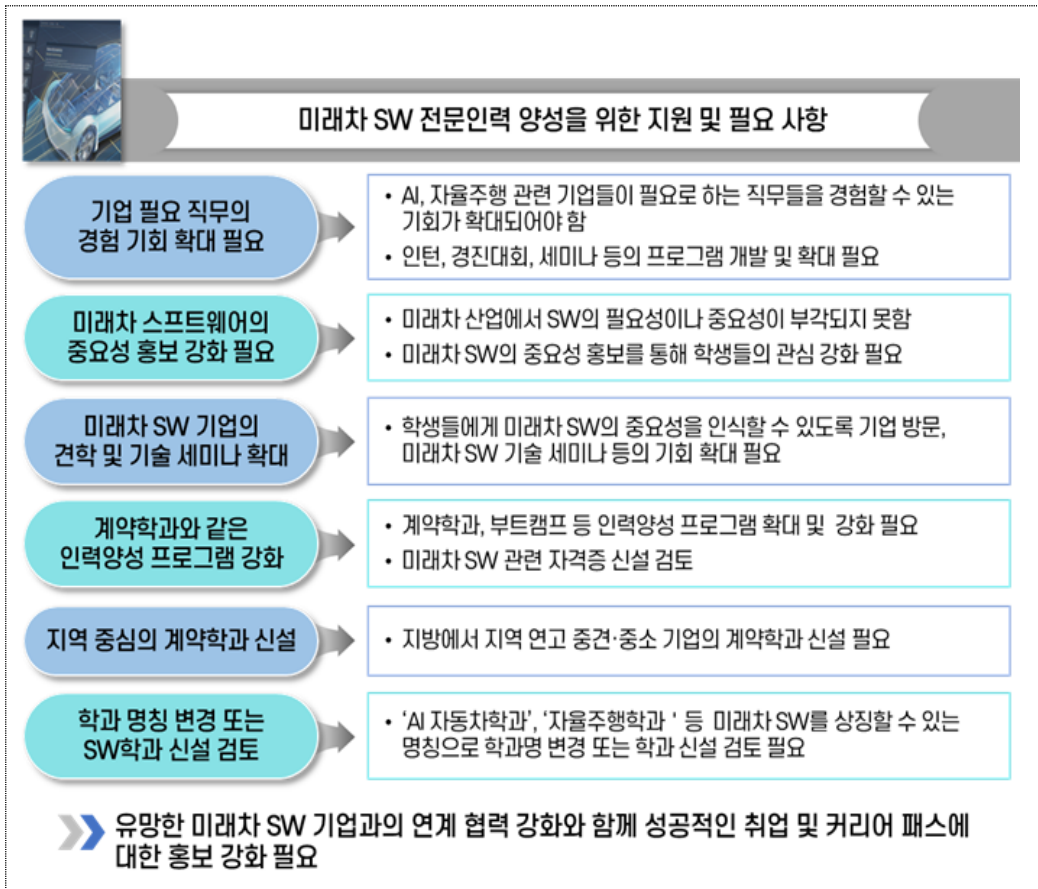 미래차 SW 전문인력 양성을 위한 지원 및 필요 사항
기업 필요 직무의
경험 기회 확대 필요
• AI, 자율주행 관련 기업들이 필요로 하는 직무들을 경험할 수 있는
기회가 확대되어야 함
• 인턴, 경진대회, 세미나 등의 프로그램 개발 및 확대 필요
미래차 스프트웨어의
중요성 홍보 강화 필요
• 미래차 산업에서 SW의 필요성이나 중요성이 부각되지 못함
• 미래차 SW의 중요성 홍보를 통해 학생들의 관심 강화 필요
미래차 SW 기업의
견학 및 기술 세미나 확대
• 학생들에게 미래차 SW의 중요성을 인식할 수 있도록 기업 방문,
미래차 SW 기술 세미나 등의 기회 확대 필요
계약학과와 같은
인력양성 프로그램 강화
• 계약학과, 부트캠프 등 인력양성 프로그램 확대 및 강화 필요
• 미래차 SW 관련 자격증 신설 검토
지역 중심의 계약학과 신설
• 지방에서 지역 연고 중견·중소 기업의 계약학과 신설 필요
학과 명칭 변경 또는
SW학과 신설 검토
• ‘AI 자동차학과’, ‘자율주행학과 ' 등 미래차 SW를 상징할 수 있는
명칭으로 학과명 변경 또는 학과 신설 검토 필요
유망한 미래차 SW 기업과의 연계 협력 강화와 함께 성공적인 취업 및 커리어 패스에
대한 홍보 강화 필요